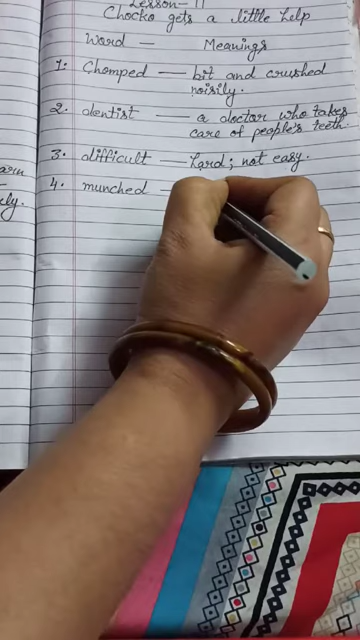 Lesson-11
Chocko gets a little help
Word — Meanings
1. Chomped — bit and crushed
noisily.
2. dentist — a doctor who takes
care of people's teeth.
3. difficult — hard; not easy.
4. munched —